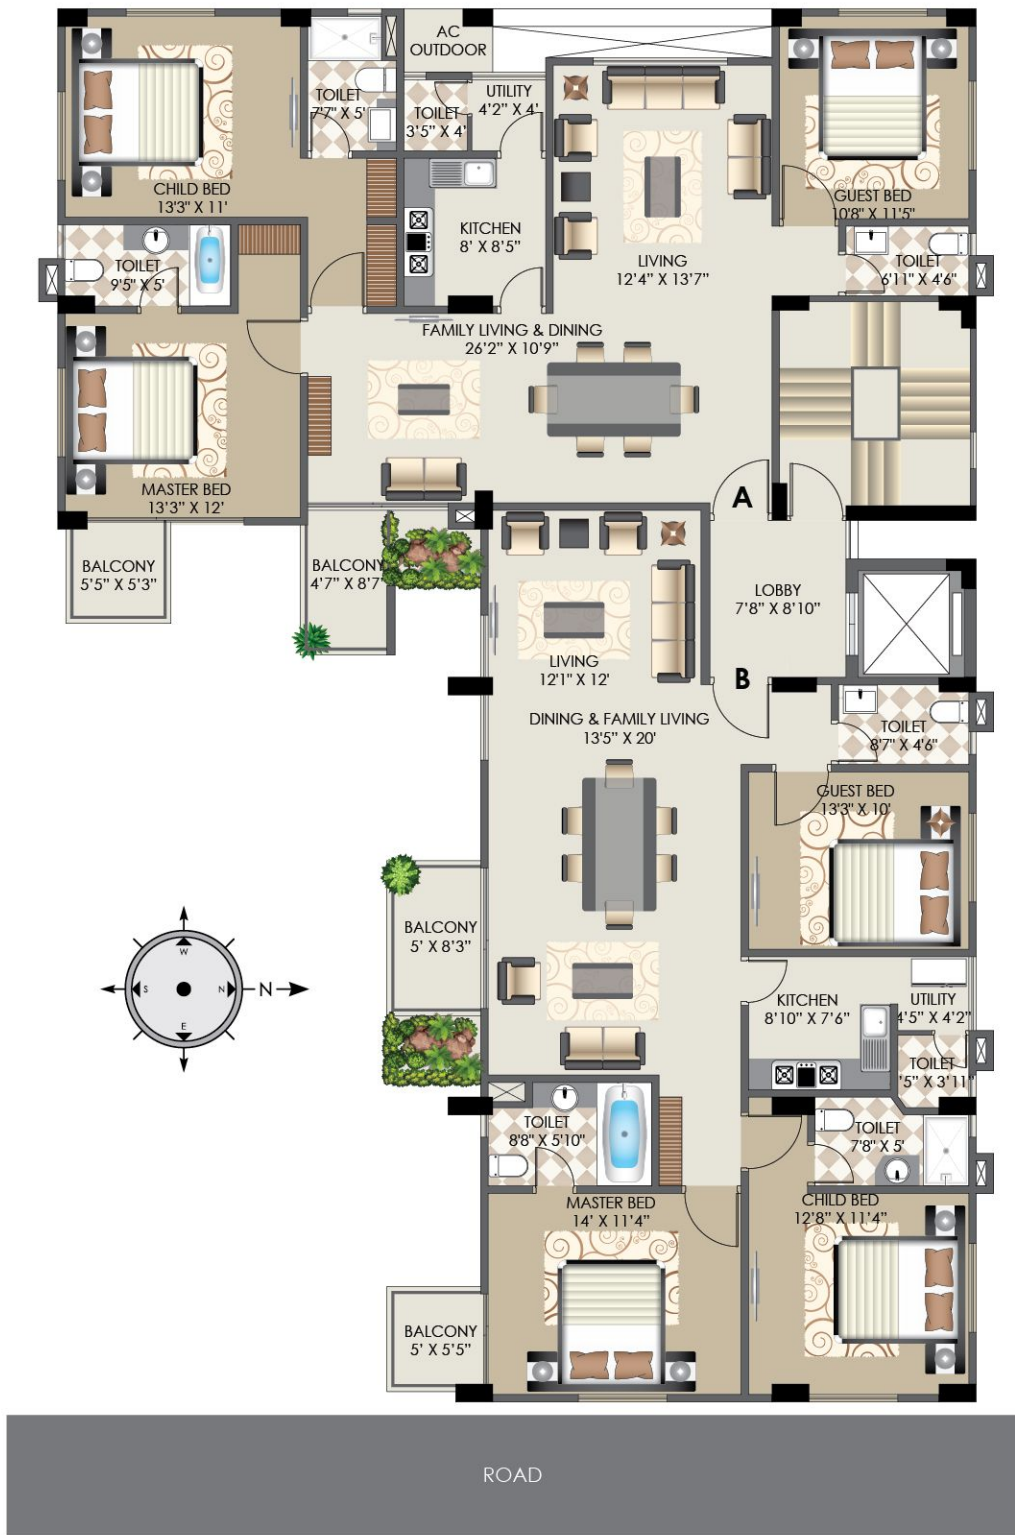 AC
OUTDOOR
UTILITY
4'2" X 4'
TOILET
7'7" X 5'
TOILET
3'5" X 4'
CHILD BED
13'3" X 11'
GUEST BED
10'8" X 11'5"
KITCHEN
8' X 8'5"
LIVING
12'4" X 13'7"
TOILET
9'5" X 5'
TOILET
6'11" X 4'6"
FAMILY LIVING & DINING
26'2" X 10'9"
MASTER BED
13'3" X 12'
A
BALCONY
5'5" X 5'3"
BALCONY
4'7" X 8'7"
LOBBY
7'8" X 8'10"
LIVING
12'1" X 12'
B
DINING & FAMILY LIVING
13'5" X 20'
TOILET
8'7" X 4'6"
GUEST BED
13'3" X 10'
BALCONY
5' X 8'3"
W
S
N
E
N
KITCHEN
8'10" X 7'6"
UTILITY
4'5" X 4'2"
TOILET
'5" X 3'11"
TOILET
8'8" X 5'10"
TOILET
7'8" X 5'
MASTER BED
14' X 11'4"
CHILD BED
12'8" X 11'4"
BALCONY
5' X 5'5"
ROAD